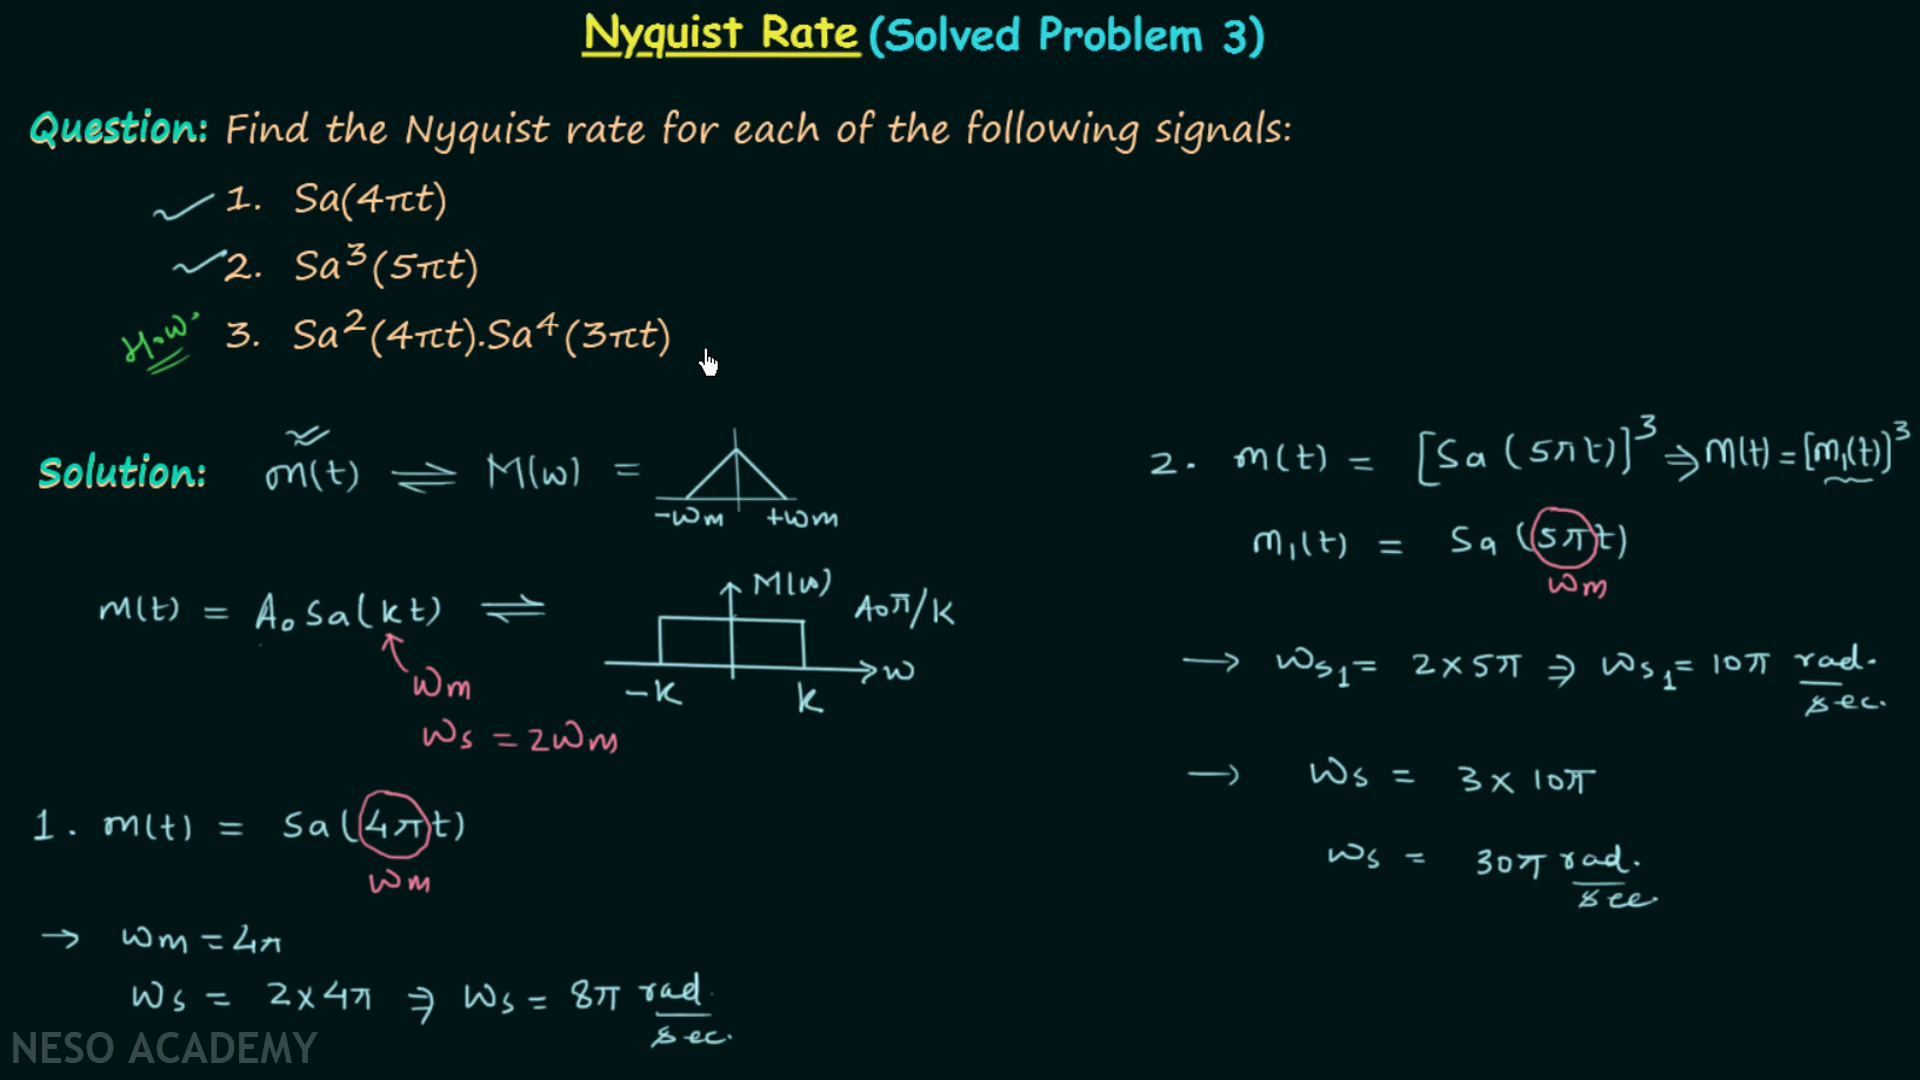 Nyquist Rate (Solved Problem 3)
Question: Find the Nyquist rate for each of the following signals:
1. Sa(4πt)
2. Sa³(5πt)
H.W. 3. Sa²(4πt).Sa⁴(3πt)
Solution: m(t) ⇌ M(ω) =
-ωm +ωm
m(t) = A₀ Sa(kt) ⇌
M(ω) A₀π/K
-K K ω
ωm
ωs = 2ωm
1. m(t) = Sa(4πt)
ωm
→ ωm = 4π
ωs = 2×4π ⇒ ωs = 8π rad/sec.
2. m(t) = [Sa(5πt)]³ ⇒ m(t) = [m₁(t)]³
m₁(t) = Sa(5πt)
ωm
→ ωs₁ = 2×5π ⇒ ωs₁ = 10π rad./sec.
→ ωs = 3×10π
ωs = 30π rad./sec.
NESO ACADEMY